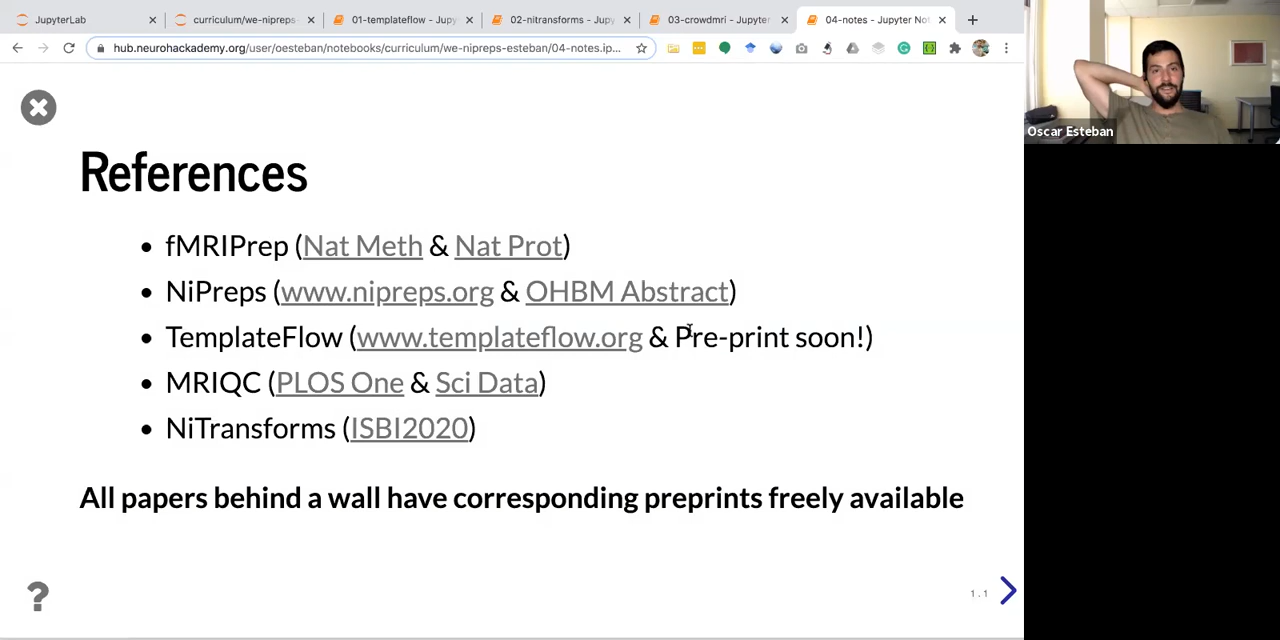 JupyterLab
curriculum/we-nipreps-
01-templateflow - Jup
02-nitransforms - Jupy
03-crowdmri - Jupyter
04-notes - Jupyter Not
hub.neurohackademy.org/user/oesteban/notebooks/curriculum/we-nipreps-esteban/04-notes.ip...
Oscar Esteban
References
• fMRIPrep (Nat Meth & Nat Prot)
• NiPreps (www.nipreps.org & OHBM Abstract)
• TemplateFlow (www.templateflow.org & Pre-print soon!)
• MRIQC (PLOS One & Sci Data)
• NiTransforms (ISBI2020)
All papers behind a wall have corresponding preprints freely available
?
1.1